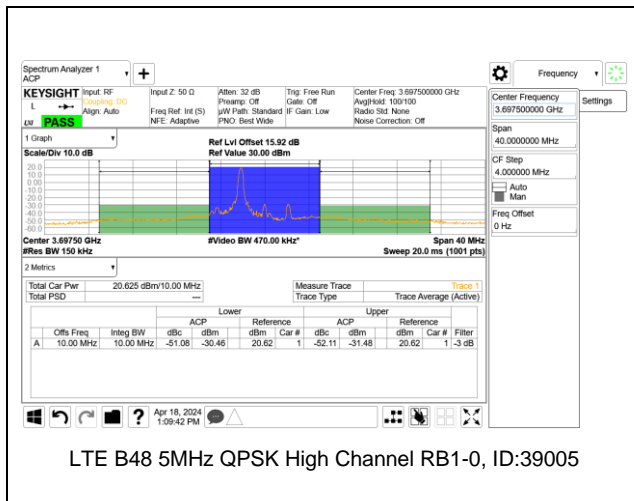 Spectrum Analyzer 1
ACP
Frequency
KEYSIGHT
Input: RF
Coupling: DC
Align: Auto
Input Z: 50 Ω
Freq Ref: Int (S)
NFE: Adaptive
Atten: 32 dB
Preamp: Off
µW Path: Standard
PNO: Best Wide
Trig: Free Run
Gate: Off
IF Gain: Low
Center Freq: 3.697500000 GHz
Avg|Hold: 100/100
Radio Std: None
Noise Correction: Off
L
LXI
PASS
Center Frequency
3.697500000 GHz
Settings
Span
40.0000000 MHz
CF Step
4.000000 MHz
Auto
Man
Freq Offset
0 Hz
1 Graph
Scale/Div 10.0 dB
Ref Lvl Offset 15.92 dB
Ref Value 30.00 dBm
20.0
10.0
0.00
-10.0
-20.0
-30.0
-40.0
-50.0
-60.0
Center 3.69750 GHz
#Video BW 470.00 kHz*
Span 40 MHz
#Res BW 150 kHz
Sweep 20.0 ms (1001 pts)
2 Metrics
Total Car Pwr 20.625 dBm/10.00 MHz
Total PSD ---
Measure Trace Trace 1
Trace Type Trace Average (Active)
Lower Upper
ACP Reference ACP Reference
Offs Freq Integ BW dBc dBm dBm Car # dBc dBm dBm Car # Filter
A 10.00 MHz 10.00 MHz -51.08 -30.46 20.62 1 -52.11 -31.48 20.62 1 -3 dB
?
Apr 18, 2024
1:09:42 PM
LTE B48 5MHz QPSK High Channel RB1-0, ID:39005